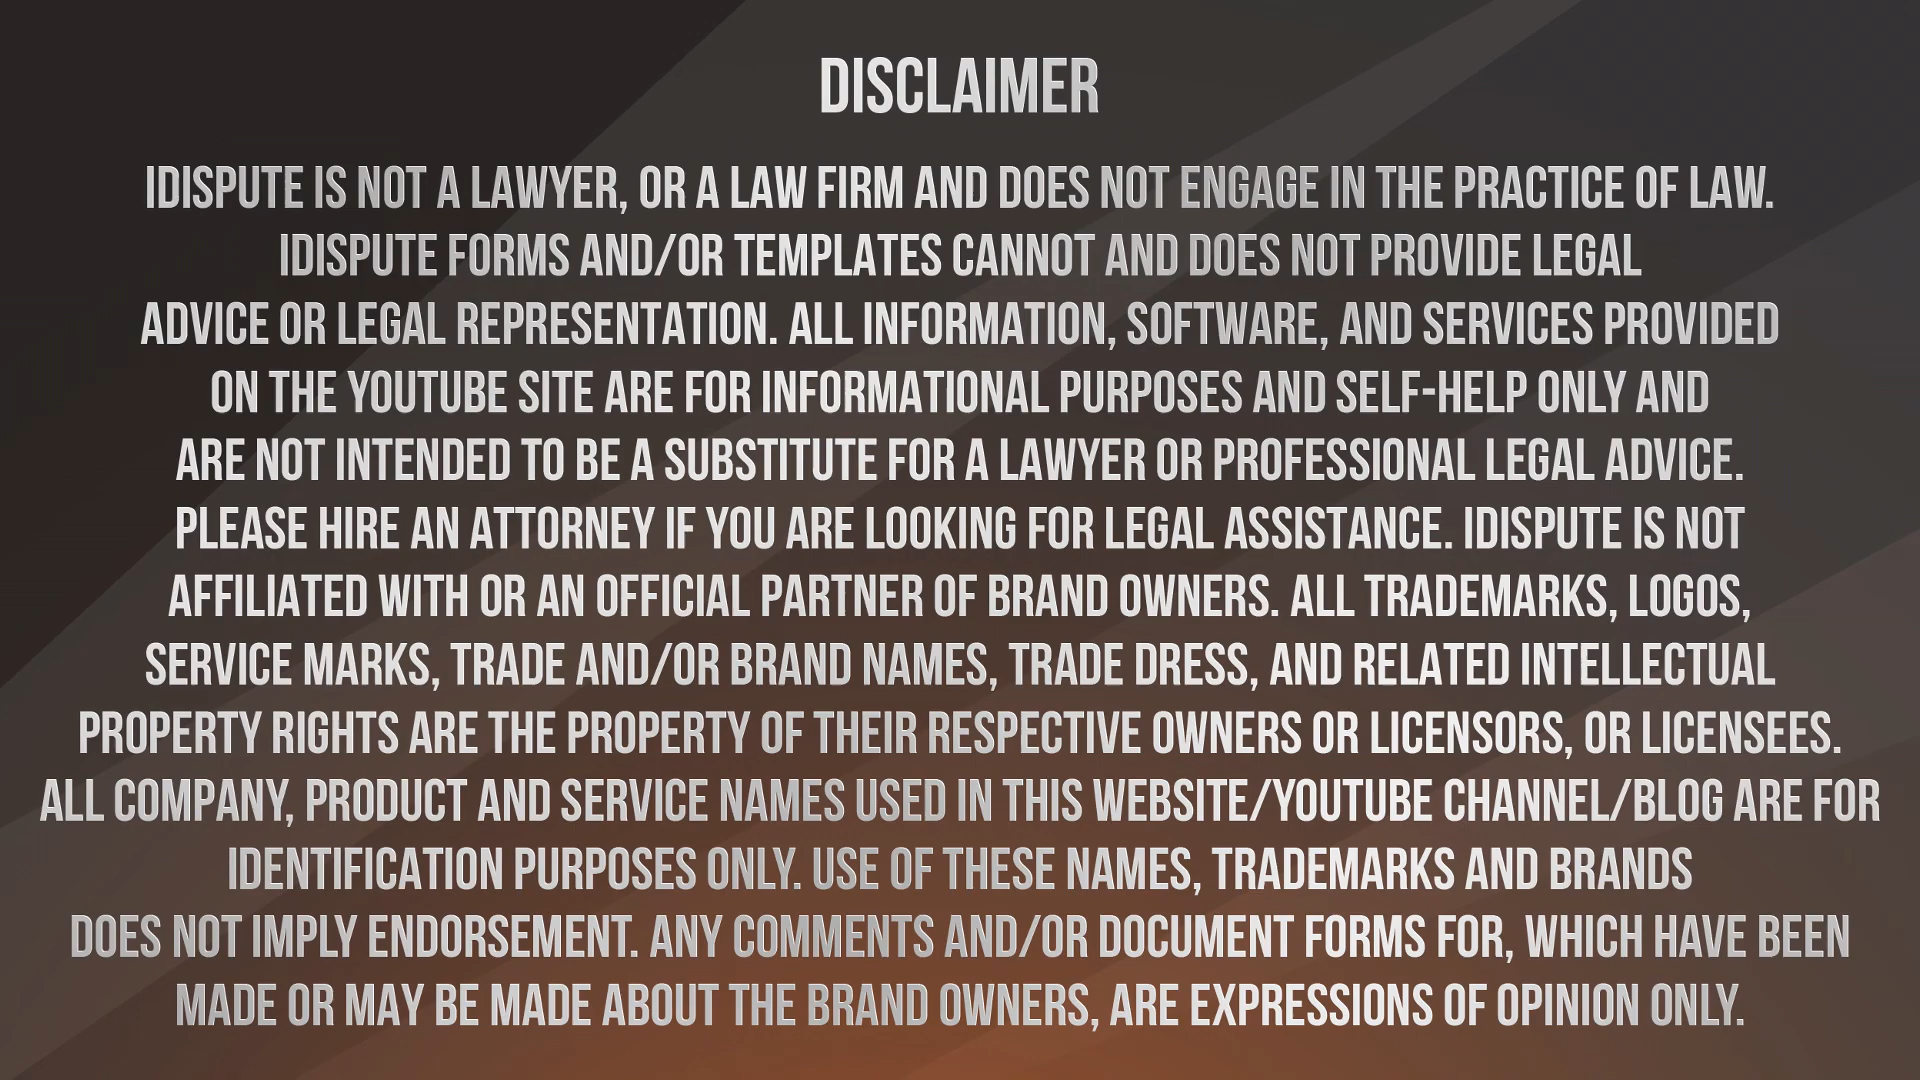 DISCLAIMER
IDISPUTE IS NOT A LAWYER, OR A LAW FIRM AND DOES NOT ENGAGE IN THE PRACTICE OF LAW.
IDISPUTE FORMS AND/OR TEMPLATES CANNOT AND DOES NOT PROVIDE LEGAL
ADVICE OR LEGAL REPRESENTATION. ALL INFORMATION, SOFTWARE, AND SERVICES PROVIDED
ON THE YOUTUBE SITE ARE FOR INFORMATIONAL PURPOSES AND SELF-HELP ONLY AND
ARE NOT INTENDED TO BE A SUBSTITUTE FOR A LAWYER OR PROFESSIONAL LEGAL ADVICE.
PLEASE HIRE AN ATTORNEY IF YOU ARE LOOKING FOR LEGAL ASSISTANCE. IDISPUTE IS NOT
AFFILIATED WITH OR AN OFFICIAL PARTNER OF BRAND OWNERS. ALL TRADEMARKS, LOGOS,
SERVICE MARKS, TRADE AND/OR BRAND NAMES, TRADE DRESS, AND RELATED INTELLECTUAL
PROPERTY RIGHTS ARE THE PROPERTY OF THEIR RESPECTIVE OWNERS OR LICENSORS, OR LICENSEES.
ALL COMPANY, PRODUCT AND SERVICE NAMES USED IN THIS WEBSITE/YOUTUBE CHANNEL/BLOG ARE FOR
IDENTIFICATION PURPOSES ONLY. USE OF THESE NAMES, TRADEMARKS AND BRANDS
DOES NOT IMPLY ENDORSEMENT. ANY COMMENTS AND/OR DOCUMENT FORMS FOR, WHICH HAVE BEEN
MADE OR MAY BE MADE ABOUT THE BRAND OWNERS, ARE EXPRESSIONS OF OPINION ONLY.